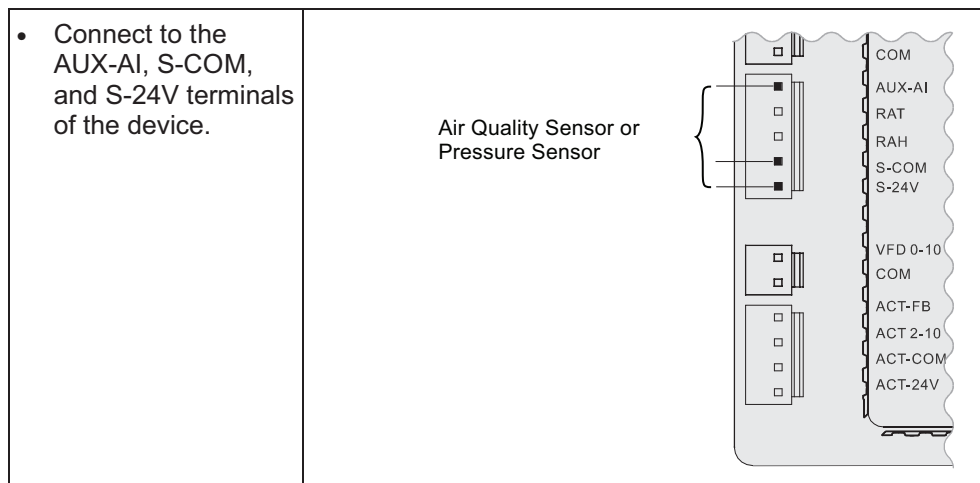 • Connect to the
AUX-AI, S-COM,
and S-24V terminals
of the device.
Air Quality Sensor or
Pressure Sensor
COM
AUX-AI
RAT
RAH
S-COM
S-24V
VFD 0-10
COM
ACT-FB
ACT 2-10
ACT-COM
ACT-24V